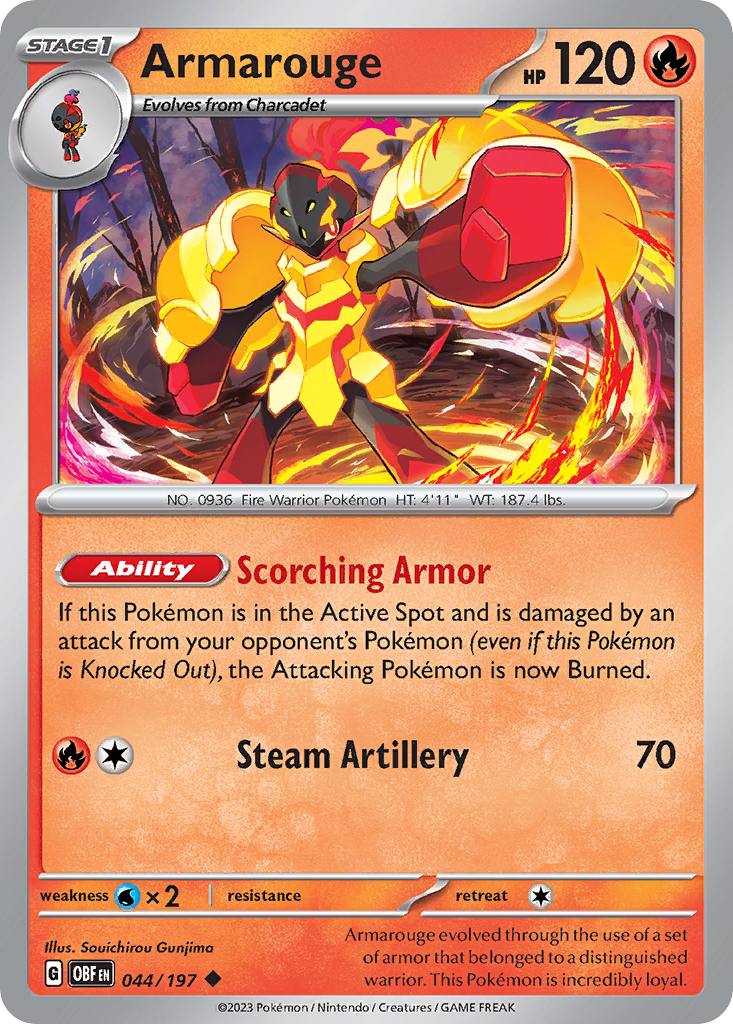 STAGE1
Armarouge
HP 120
Evolves from Charcadet
NO. 0936 Fire Warrior Pokémon HT: 4'11" WT: 187.4 lbs.
Ability Scorching Armor
If this Pokémon is in the Active Spot and is damaged by an
attack from your opponent's Pokémon (even if this Pokémon
is Knocked Out), the Attacking Pokémon is now Burned.
Steam Artillery 70
weakness ×2 resistance retreat
Illus. Souichirou Gunjima
Armarouge evolved through the use of a set
of armor that belonged to a distinguished
warrior. This Pokémon is incredibly loyal.
G OBF EN 044/197
©2023 Pokémon / Nintendo / Creatures / GAME FREAK